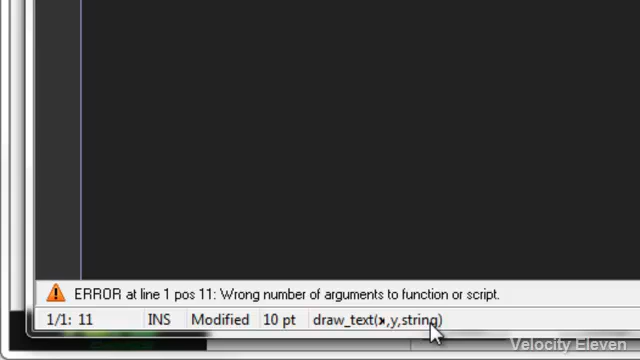 ERROR at line 1 pos 11: Wrong number of arguments to function or script.
1/1: 11 INS Modified 10 pt draw_text(x,y,string)
Velocity Eleven